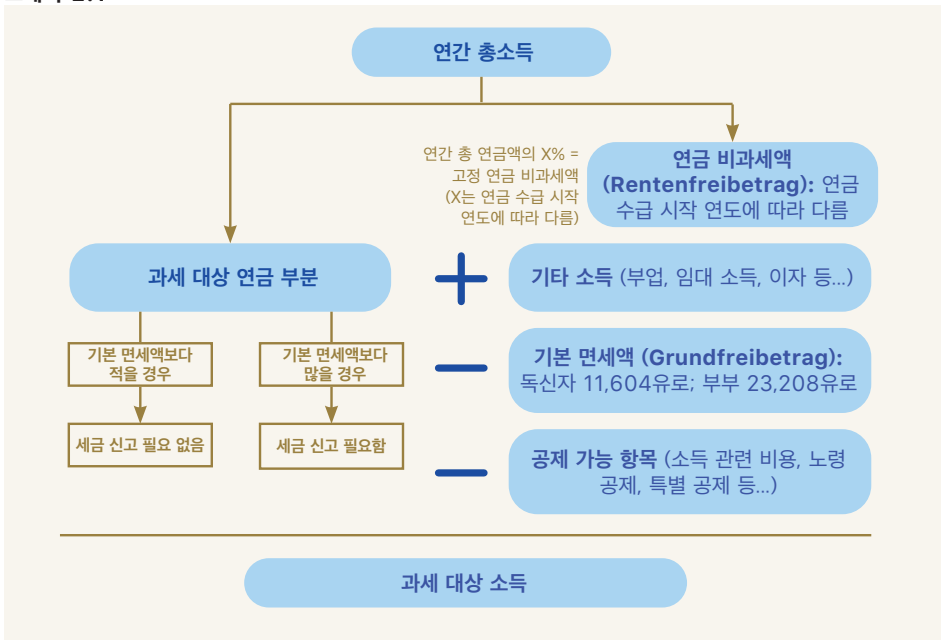 연간 총소득
연간 총 연금액의 X% =
고정 연금 비과세액
(X는 연금 수급 시작
연도에 따라 다름)
연금 비과세액
(Rentenfreibetrag): 연금
수급 시작 연도에 따라 다름
과세 대상 연금 부분
기타 소득 (부업, 임대 소득, 이자 등...)
기본 면세액보다
적을 경우
기본 면세액보다
많을 경우
기본 면세액 (Grundfreibetrag):
독신자 11,604유로; 부부 23,208유로
세금 신고 필요 없음
세금 신고 필요함
공제 가능 항목 (소득 관련 비용, 노령
공제, 특별 공제 등...)
과세 대상 소득